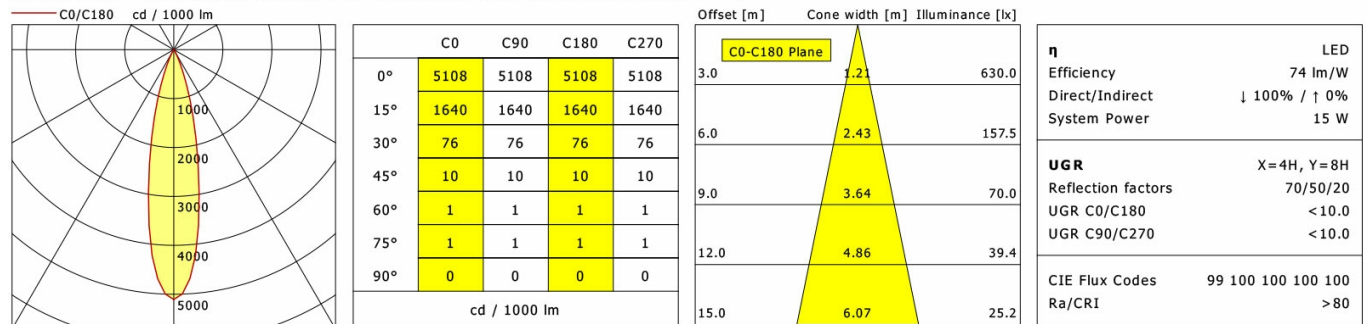 C0/C180 cd / 1000 lm
1000
2000
3000
4000
5000
C0 C90 C180 C270
0° 5108 5108 5108 5108
15° 1640 1640 1640 1640
30° 76 76 76 76
45° 10 10 10 10
60° 1 1 1 1
75° 1 1 1 1
90° 0 0 0 0
cd / 1000 lm
Offset [m] Cone width [m] Illuminance [lx]
C0-C180 Plane
3.0 1.21 630.0
6.0 2.43 157.5
9.0 3.64 70.0
12.0 4.86 39.4
15.0 6.07 25.2
η LED
Efficiency 74 lm/W
Direct/Indirect ↓ 100% / ↑ 0%
System Power 15 W
UGR X=4H, Y=8H
Reflection factors 70/50/20
UGR C0/C180 <10.0
UGR C90/C270 <10.0
CIE Flux Codes 99 100 100 100 100
Ra/CRI >80